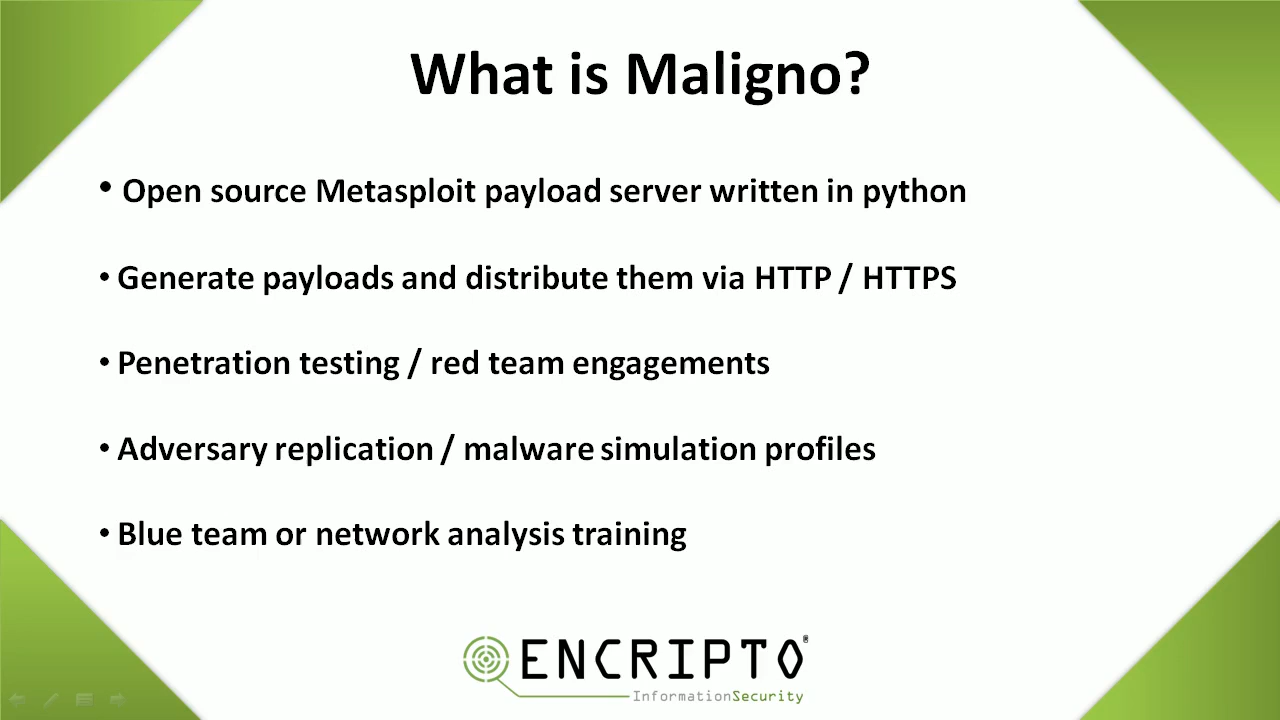 What is Maligno?
• Open source Metasploit payload server written in python
• Generate payloads and distribute them via HTTP / HTTPS
• Penetration testing / red team engagements
• Adversary replication / malware simulation profiles
• Blue team or network analysis training
ENCRIPTO®
InformationSecurity